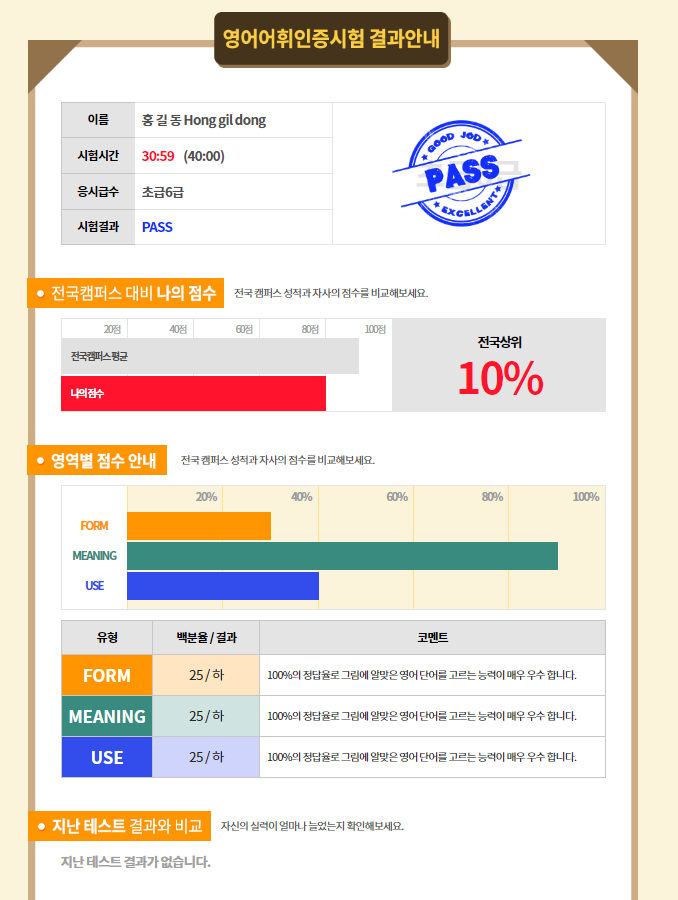 영어어휘인증시험 결과안내
이름 홍 길 동 Hong gil dong
시험시간 30:59 (40:00)
응시급수 초급6급
시험결과 PASS
GOOD JOD
PASS
EXCELLENT
전국캠퍼스 대비 나의 점수 전국 캠퍼스 성적과 자사의 점수를 비교해보세요.
20점 40점 60점 80점 100점
전국캠퍼스 평균
나의 점수
전국상위
10%
영역별 점수 안내 전국 캠퍼스 성적과 자사의 점수를 비교해보세요.
20% 40% 60% 80% 100%
FORM
MEANING
USE
유형 백분율 / 결과 코멘트
FORM 25 / 하 100%의 정답율로 그림에 알맞은 영어 단어를 고르는 능력이 매우 우수 합니다.
MEANING 25 / 하 100%의 정답율로 그림에 알맞은 영어 단어를 고르는 능력이 매우 우수 합니다.
USE 25 / 하 100%의 정답율로 그림에 알맞은 영어 단어를 고르는 능력이 매우 우수 합니다.
지난 테스트 결과와 비교 자신의 실력이 얼마나 늘었는지 확인해보세요.
지난 테스트 결과가 없습니다.